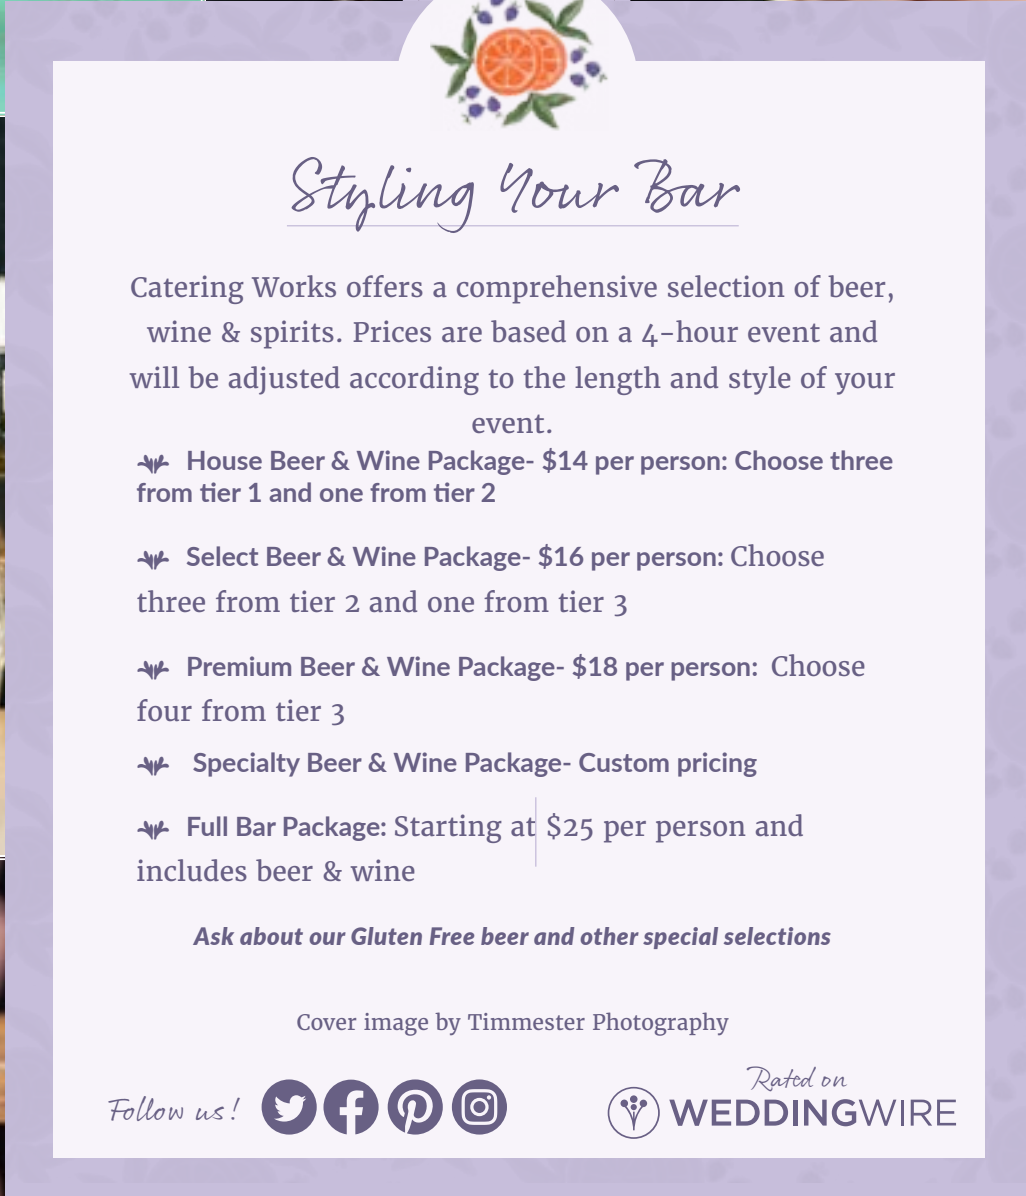 Styling Your Bar
Catering Works offers a comprehensive selection of beer,
wine & spirits. Prices are based on a 4-hour event and
will be adjusted according to the length and style of your
event.
House Beer & Wine Package- $14 per person: Choose three
from tier 1 and one from tier 2
Select Beer & Wine Package- $16 per person: Choose
three from tier 2 and one from tier 3
Premium Beer & Wine Package- $18 per person: Choose
four from tier 3
Specialty Beer & Wine Package- Custom pricing
Full Bar Package: Starting at $25 per person and
includes beer & wine
Ask about our Gluten Free beer and other special selections
Cover image by Timmester Photography
Follow us!
Rated on
WEDDINGWIRE